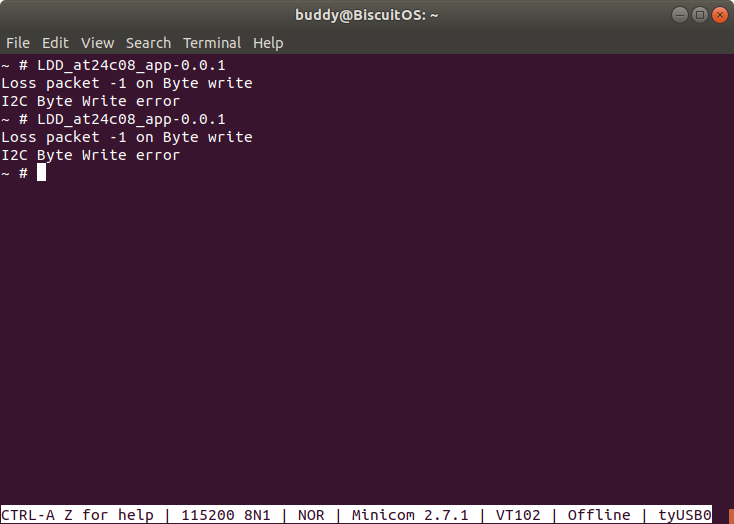 buddy@BiscuitOS: ~
File Edit View Search Terminal Help
~ # LDD_at24c08_app-0.0.1
Loss packet -1 on Byte write
I2C Byte Write error
~ # LDD_at24c08_app-0.0.1
Loss packet -1 on Byte write
I2C Byte Write error
~ #
CTRL-A Z for help | 115200 8N1 | NOR | Minicom 2.7.1 | VT102 | Offline | tyUSB0